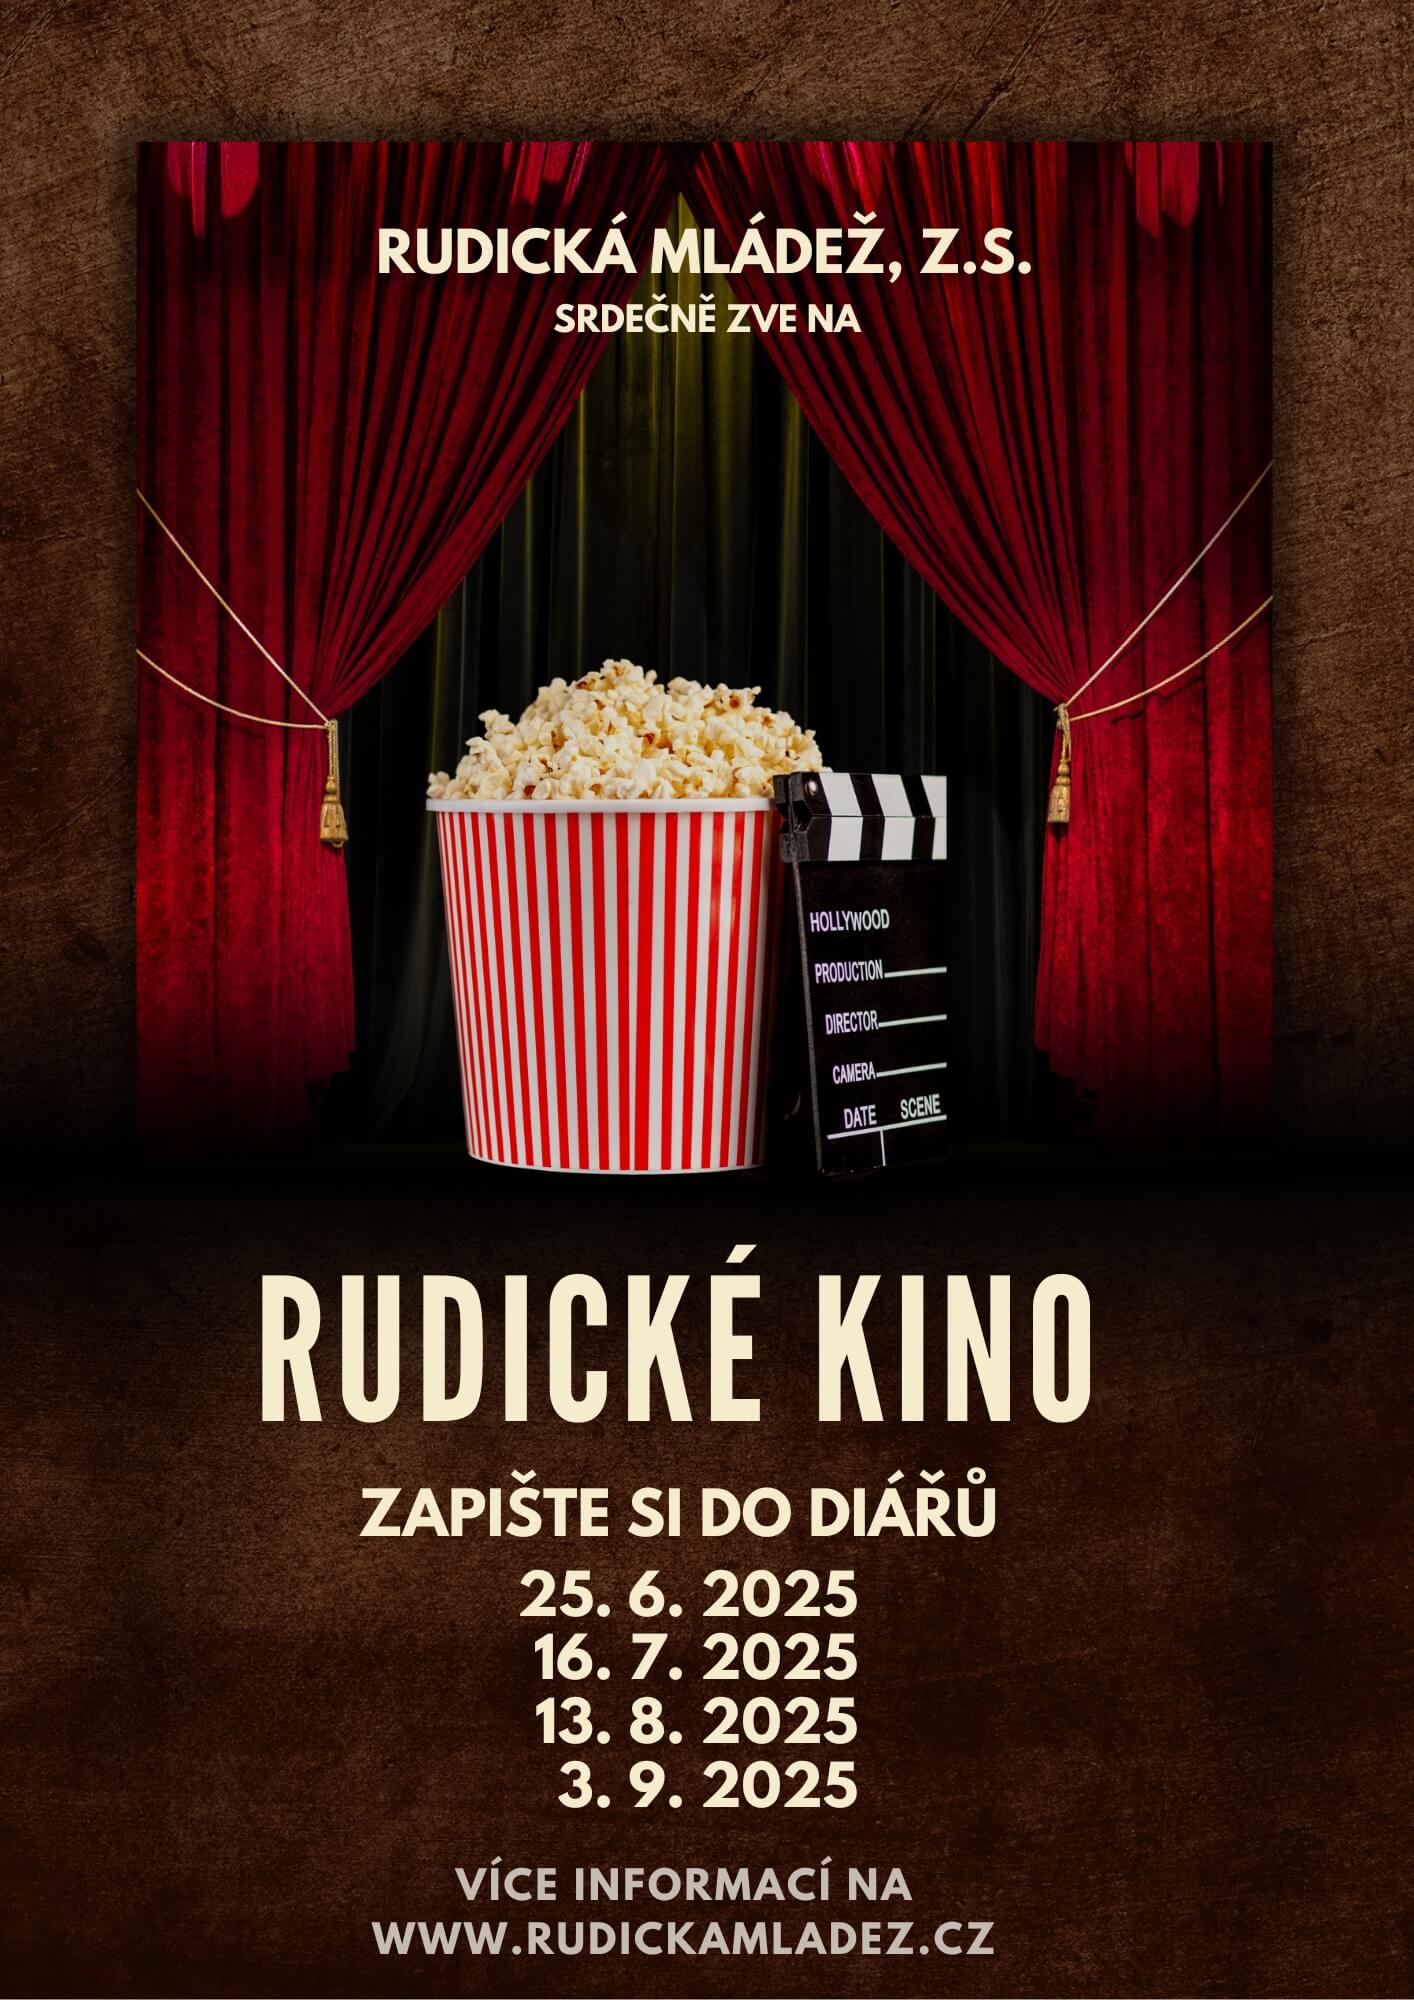 RUDICKÁ MLÁDEŽ, Z.S.
SRDEČNĚ ZVE NA
HOLLYWOOD
PRODUCTION
DIRECTOR
CAMERA
DATE SCENE
RUDICKÉ KINO
ZAPIŠTE SI DO DIÁŘŮ
25. 6. 2025
16. 7. 2025
13. 8. 2025
3. 9. 2025
VÍCE INFORMACÍ NA
WWW.RUDICKAMLADEZ.CZ